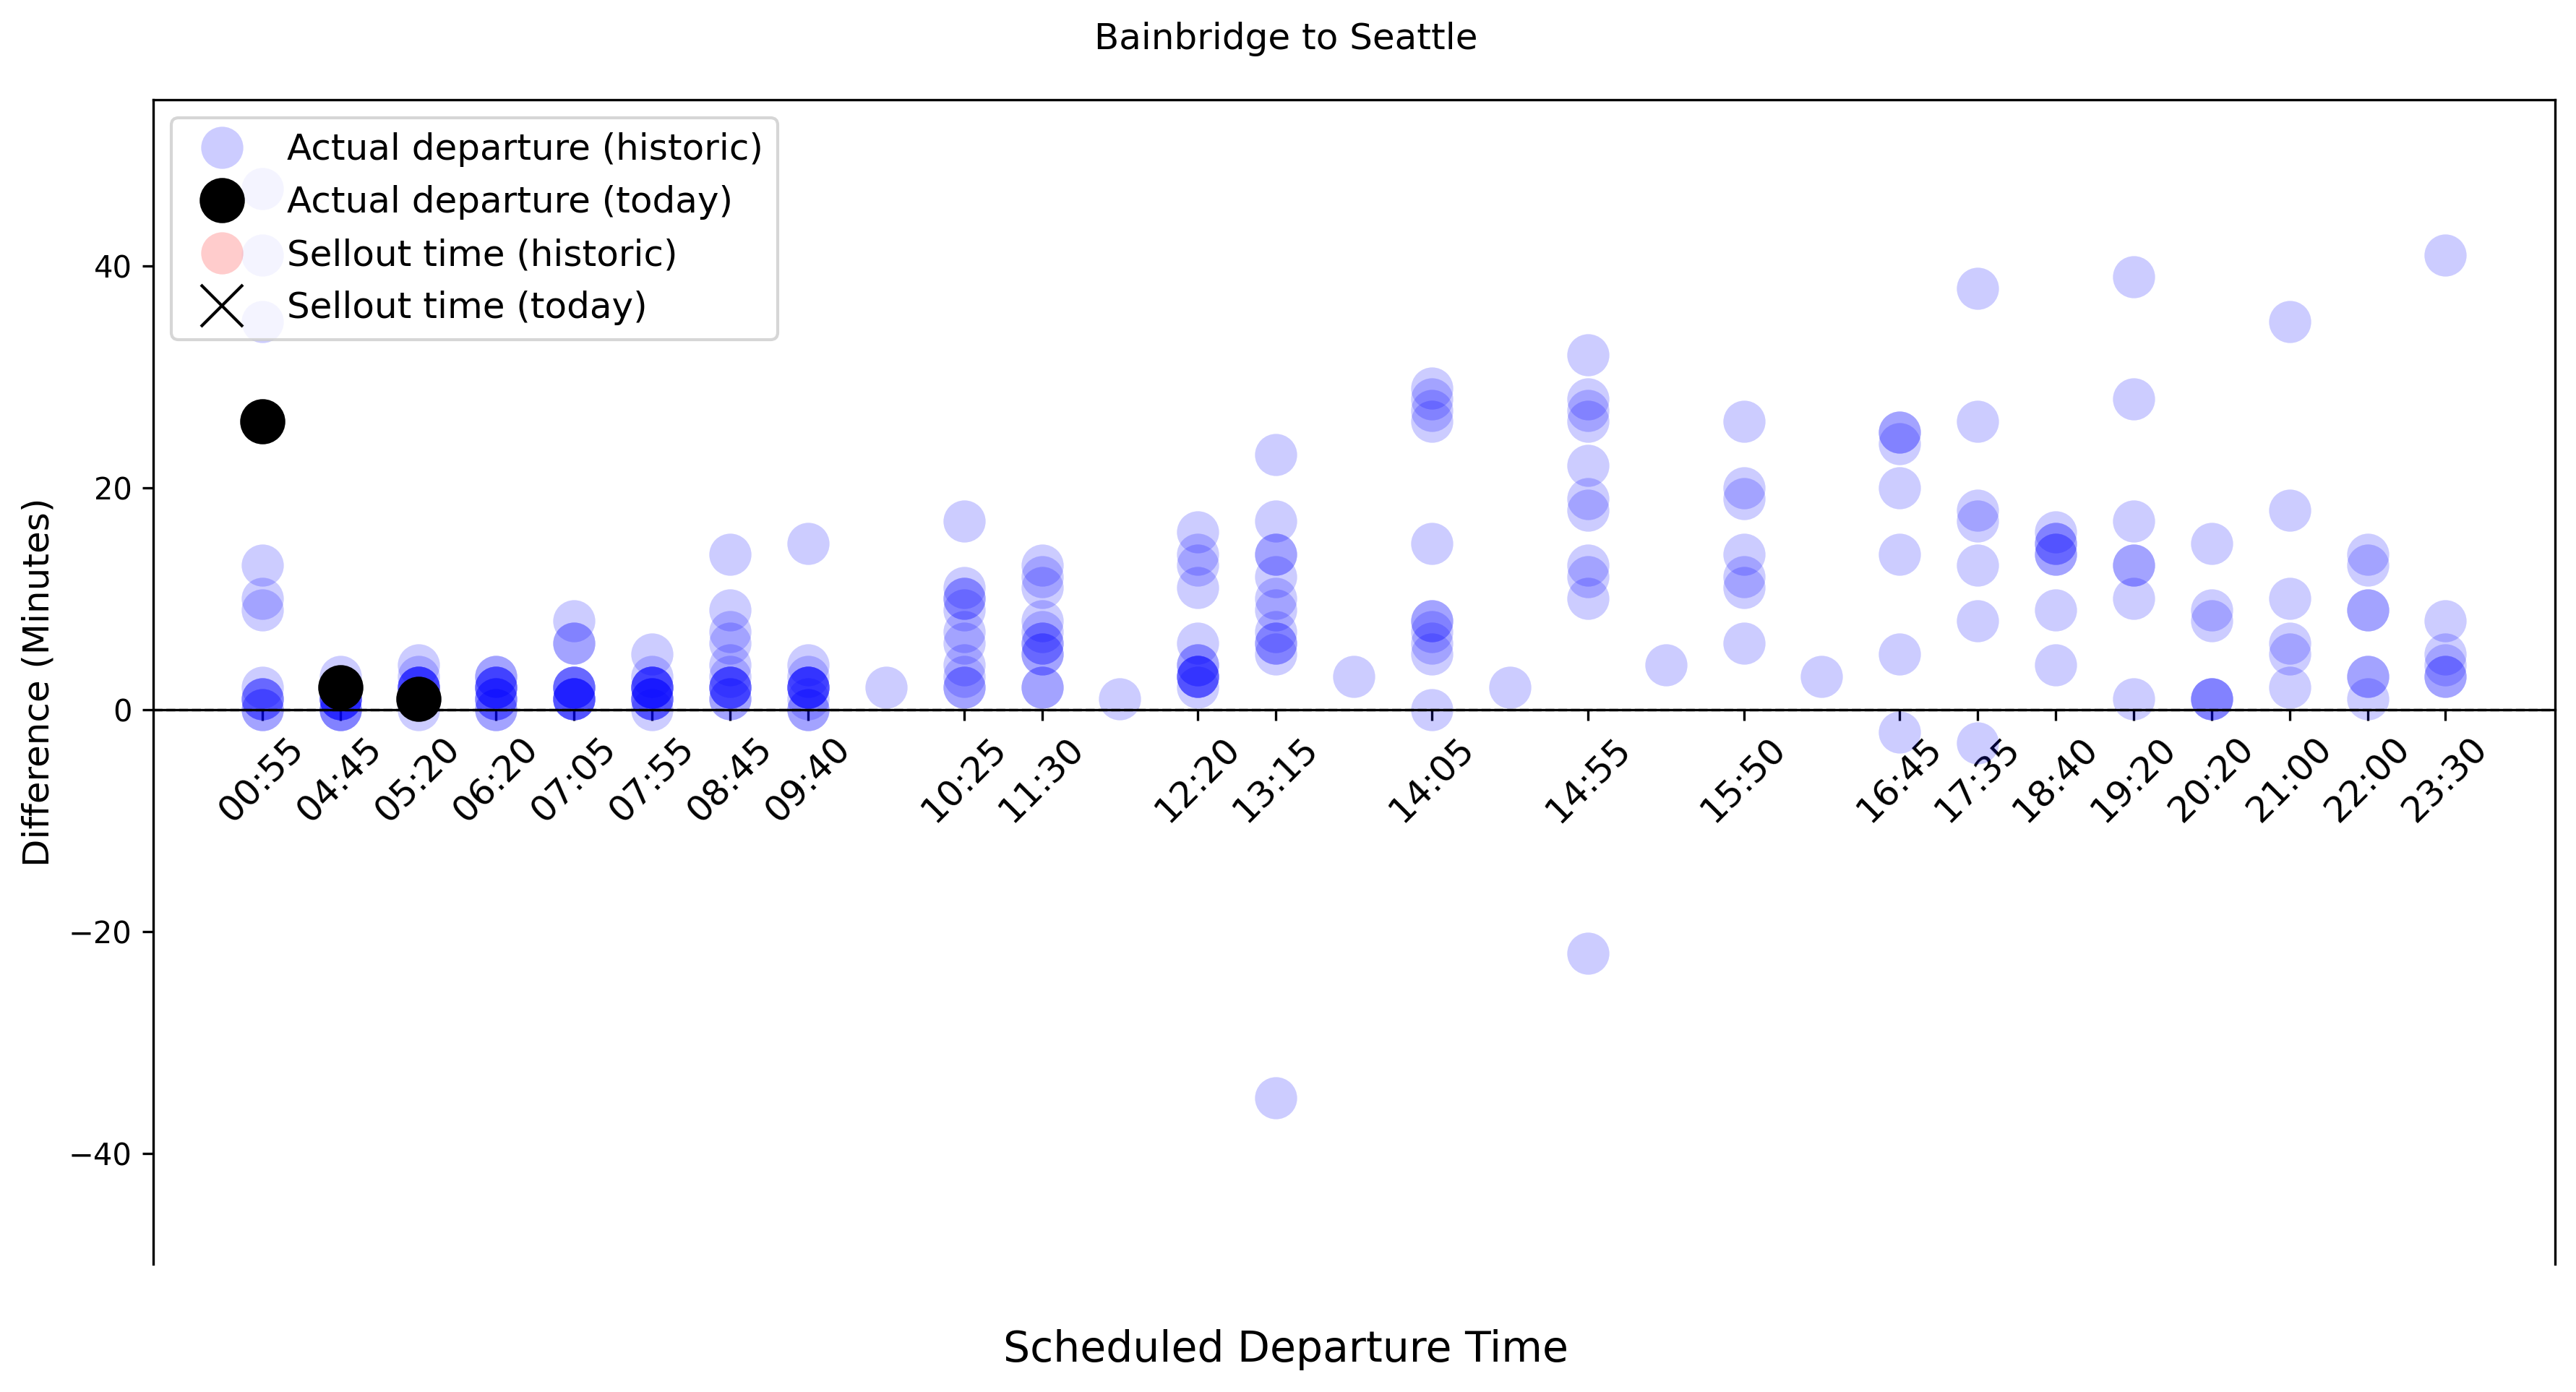 Bainbridge to Seattle
Actual departure (historic)
Actual departure (today)
Sellout time (historic)
Sellout time (today)
Difference (Minutes)
40
20
0
−20
−40
00:55 04:45 05:20 06:20 07:05 07:55 08:45 09:40 10:25 11:30 12:20 13:15 14:05 14:55 15:50 16:45 17:35 18:40 19:20 20:20 21:00 22:00 23:30
Scheduled Departure Time